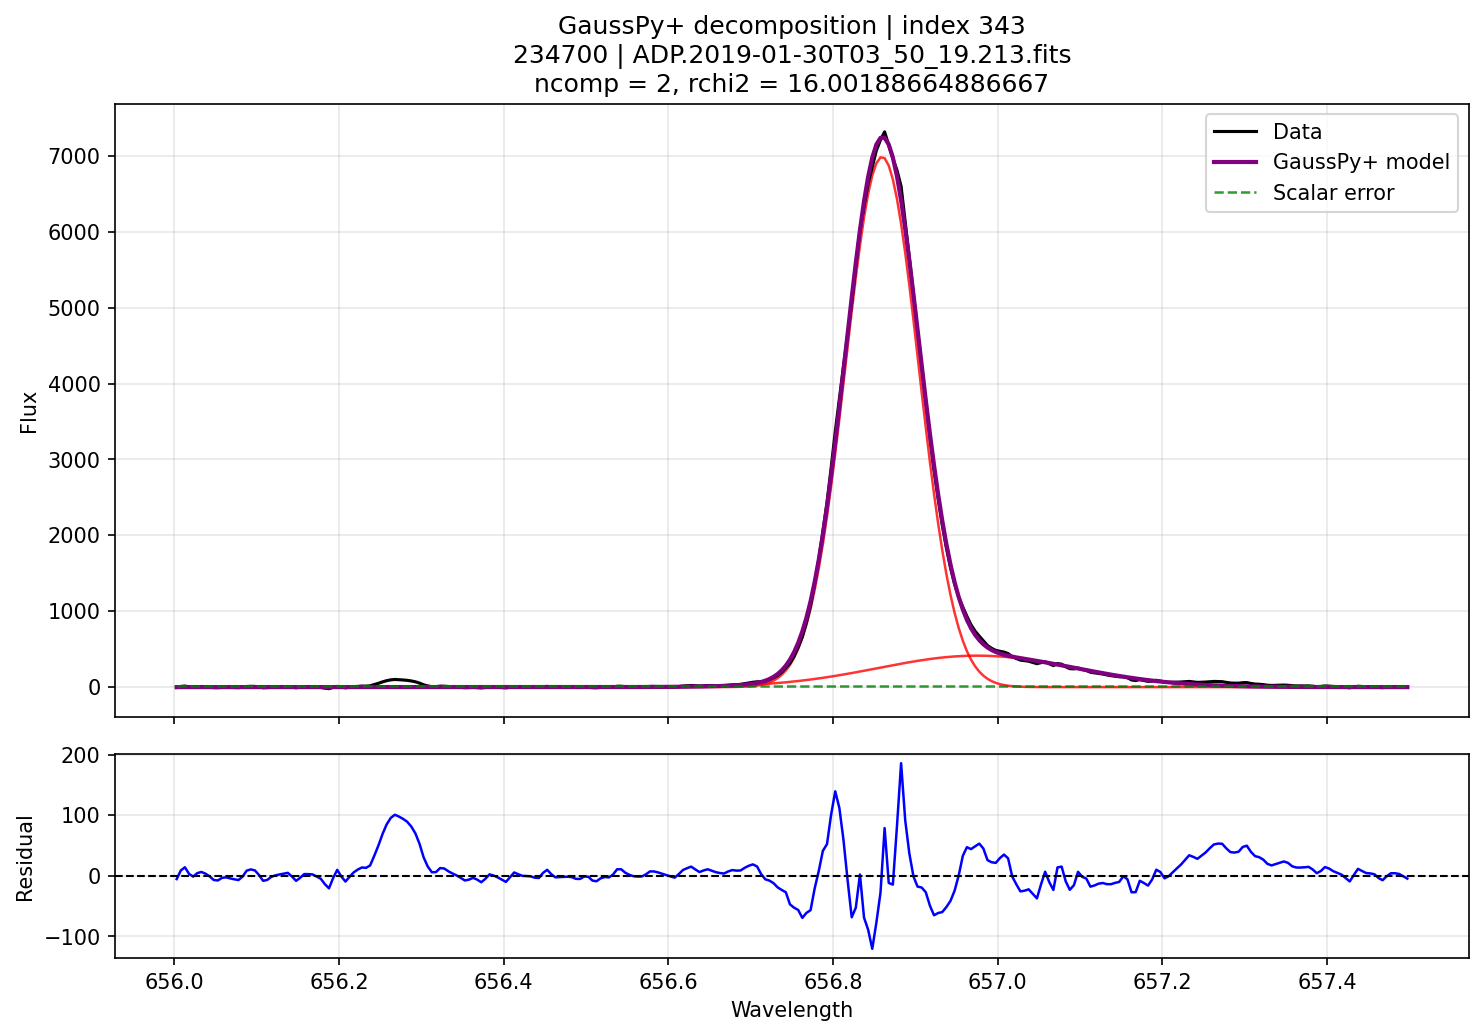 GaussPy+ decomposition | index 343
234700 | ADP.2019-01-30T03_50_19.213.fits
ncomp = 2, rchi2 = 16.00188664886667
Data
GaussPy+ model
Scalar error
7000
6000
5000
4000
3000
2000
1000
0
Flux
200
100
0
−100
Residual
656.0 656.2 656.4 656.6 656.8 657.0 657.2 657.4
Wavelength